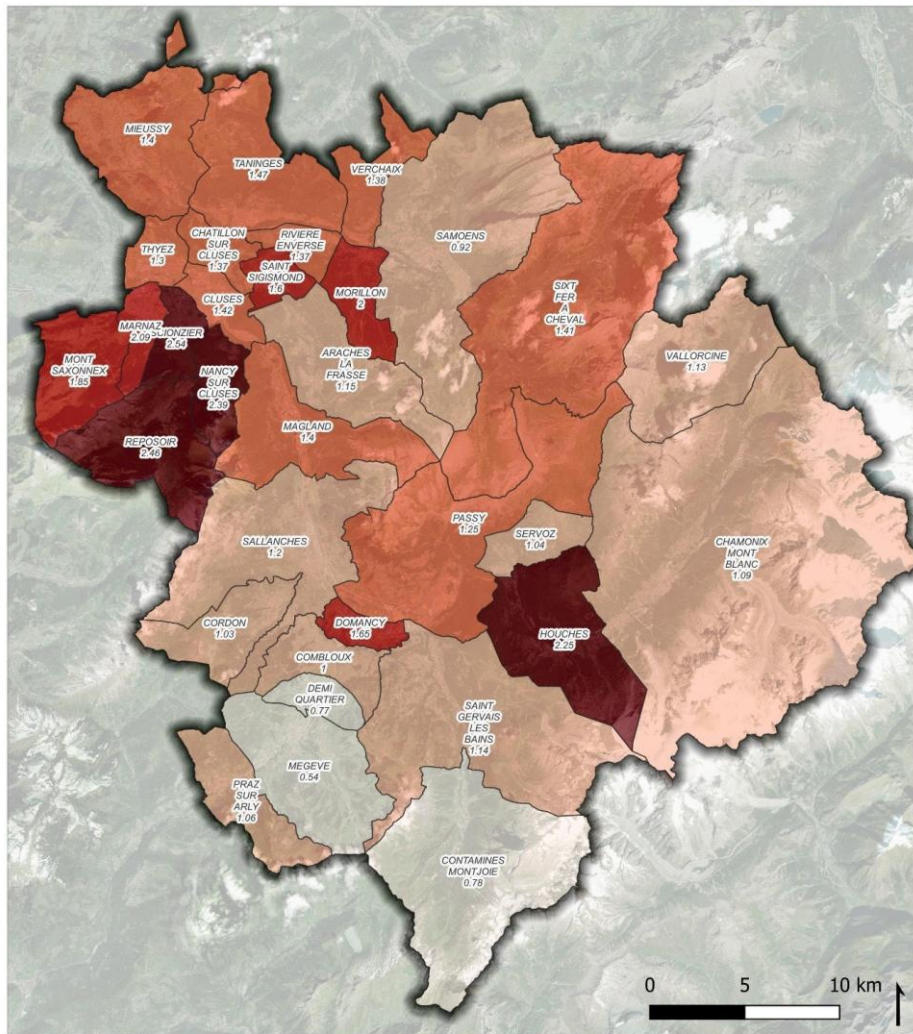 MIEUSSY
1.4
TANINGES
1.47
VERCHAIX
1.38
SAMOENS
0.92
THYEZ
1.3
CHATILLON
SUR
CLUSES
1.37
RIVIERE
ENVERSE
1.37
SAINT
SIGISMOND
1.6
MORILLON
2
SIXT
FER
A
CHEVAL
1.41
CLUSES
1.42
MARNAZ
2.09
SCIONZIER
2.54
MONT
SAXONNEX
1.85
NANCY
SUR
CLUSES
2.39
ARACHES
LA
FRASSE
1.15
VALLORCINE
1.13
REPOSOIR
2.46
MAGLAND
1.4
PASSY
1.25
SERVOZ
1.04
SALLANCHES
1.2
CHAMONIX
MONT
BLANC
1.09
CORDON
1.03
DOMANCY
1.65
HOUCHES
2.25
COMBLOUX
1
DEMI
QUARTIER
0.77
SAINT
GERVAIS
LES
BAINS
1.14
MEGEVE
0.54
PRAZ
SUR
ARLY
1.06
CONTAMINES
MONTJOIE
0.78
0 5 10 km